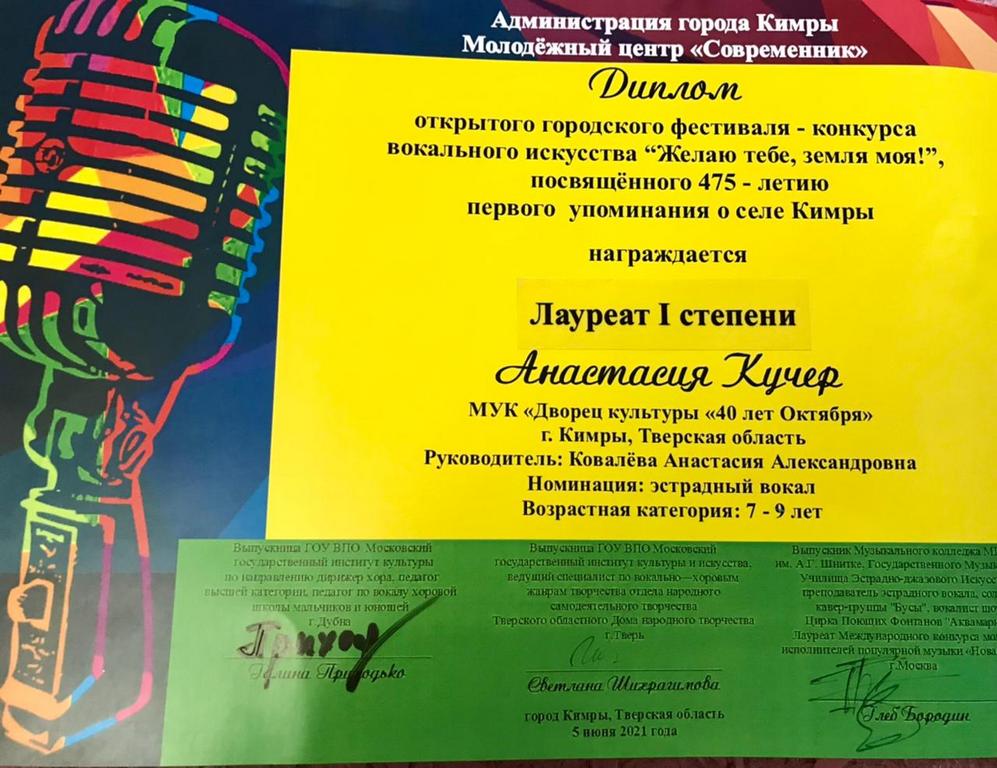 Администрация города Кимры
Молодёжный центр «Современник»
Диплом
открытого городского фестиваля - конкурса
вокального искусства “Желаю тебе, земля моя!”,
посвящённого 475 - летию
первого упоминания о селе Кимры
награждается
Лауреат I степени
Анастасия Кучер
МУК «Дворец культуры «40 лет Октября»
г. Кимры, Тверская область
Руководитель: Ковалёва Анастасия Александровна
Номинация: эстрадный вокал
Возрастная категория: 7 - 9 лет
Выпускница ГОУ ВПО Московский
государственный институт культуры
по направлению дирижер хора, педагог
высшей категории, педагог по вокалу хоровой
школы мальчиков и юношей
г.Дубна
Галина Приходько
Выпускница ГОУ ВПО Московский
государственный институт культуры и искусства,
ведущий специалист по вокально—хоровым
жанрам творчества отдела народного
самодеятельного творчества
Тверского областного Дома народного творчества
г.Тверь
Светлана Шихрагимова
город Кимры, Тверская область
5 июня 2021 года
Выпускник Музыкального колледжа
им. А.Г. Шнитке, Государственного
Училища Эстрадно-джазового
преподаватель эстрадного вокала,
кавер-группы "Бусы", вокалист
Цирка Поющих Фонтанов
Лауреат Международного конкурса
исполнителей популярной музыки
г.Москва
Глеб Бородин